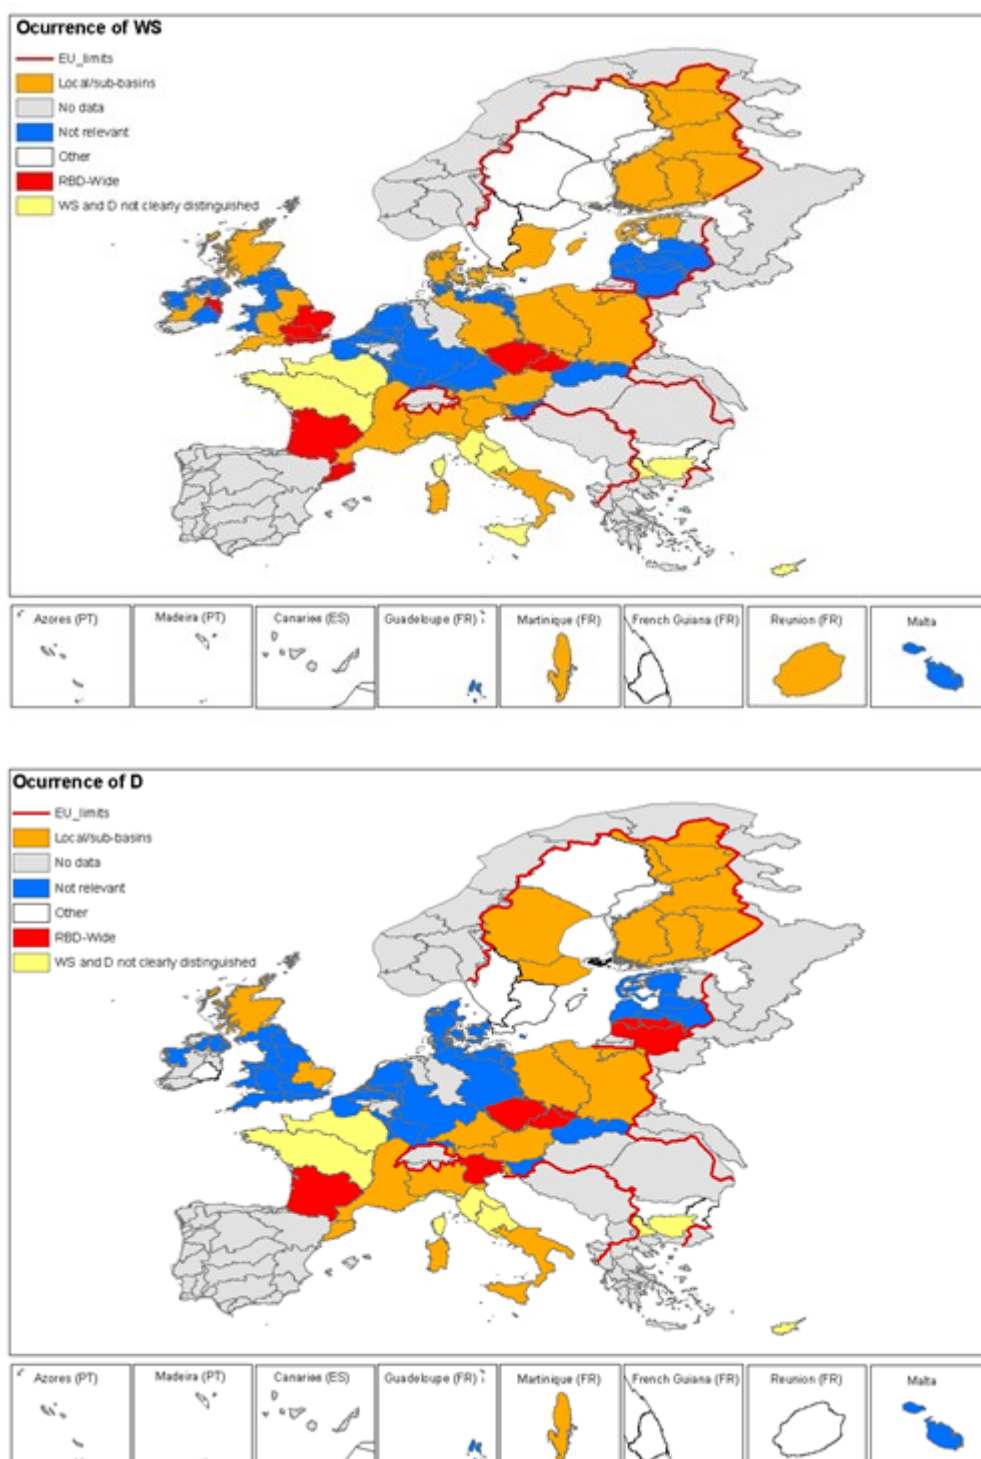 Ocurrence of WS
EU_limits
Local/sub-basins
No data
Not relevant
Other
RBD-Wide
WS and D not clearly distinguished
Azores (PT)
Madeira (PT)
Canaries (ES)
Guadeloupe (FR)
Martinique (FR)
French Guiana (FR)
Reunion (FR)
Malta
Ocurrence of D
EU_limits
Local/sub-basins
No data
Not relevant
Other
RBD-Wide
WS and D not clearly distinguished
Azores (PT)
Madeira (PT)
Canaries (ES)
Guadeloupe (FR)
Martinique (FR)
French Guiana (FR)
Reunion (FR)
Malta